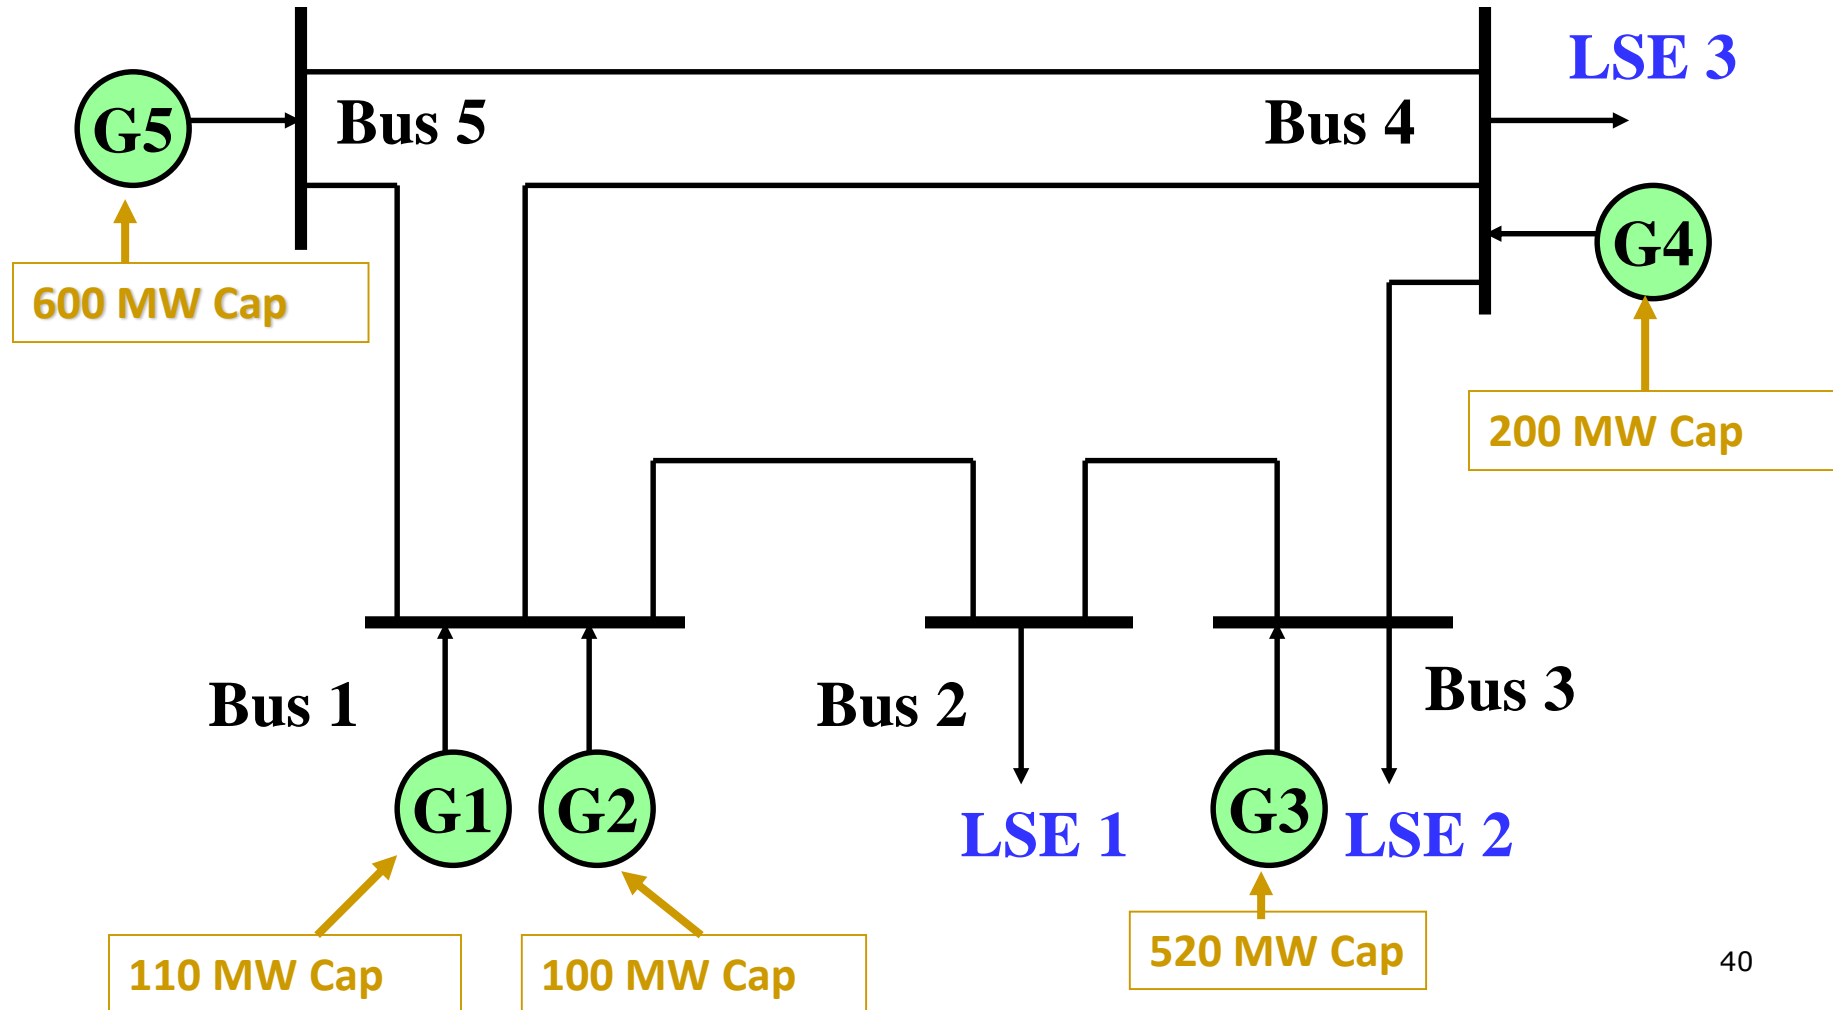 LSE 3
G5
Bus 5
Bus 4
G4
600 MW Cap
200 MW Cap
Bus 1
Bus 2
Bus 3
G1
G2
LSE 1
G3
LSE 2
110 MW Cap
100 MW Cap
520 MW Cap
40